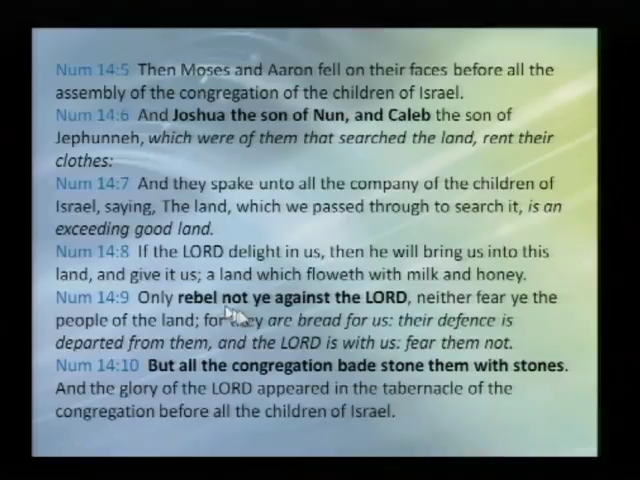 Num 14:5 Then Moses and Aaron fell on their faces before all the
assembly of the congregation of the children of Israel.
Num 14:6 And Joshua the son of Nun, and Caleb the son of
Jephunneh, which were of them that searched the land, rent their
clothes:
Num 14:7 And they spake unto all the company of the children of
Israel, saying, The land, which we passed through to search it, is an
exceeding good land.
Num 14:8 If the LORD delight in us, then he will bring us into this
land, and give it us; a land which floweth with milk and honey.
Num 14:9 Only rebel not ye against the LORD, neither fear ye the
people of the land; for they are bread for us: their defence is
departed from them, and the LORD is with us: fear them not.
Num 14:10 But all the congregation bade stone them with stones.
And the glory of the LORD appeared in the tabernacle of the
congregation before all the children of Israel.